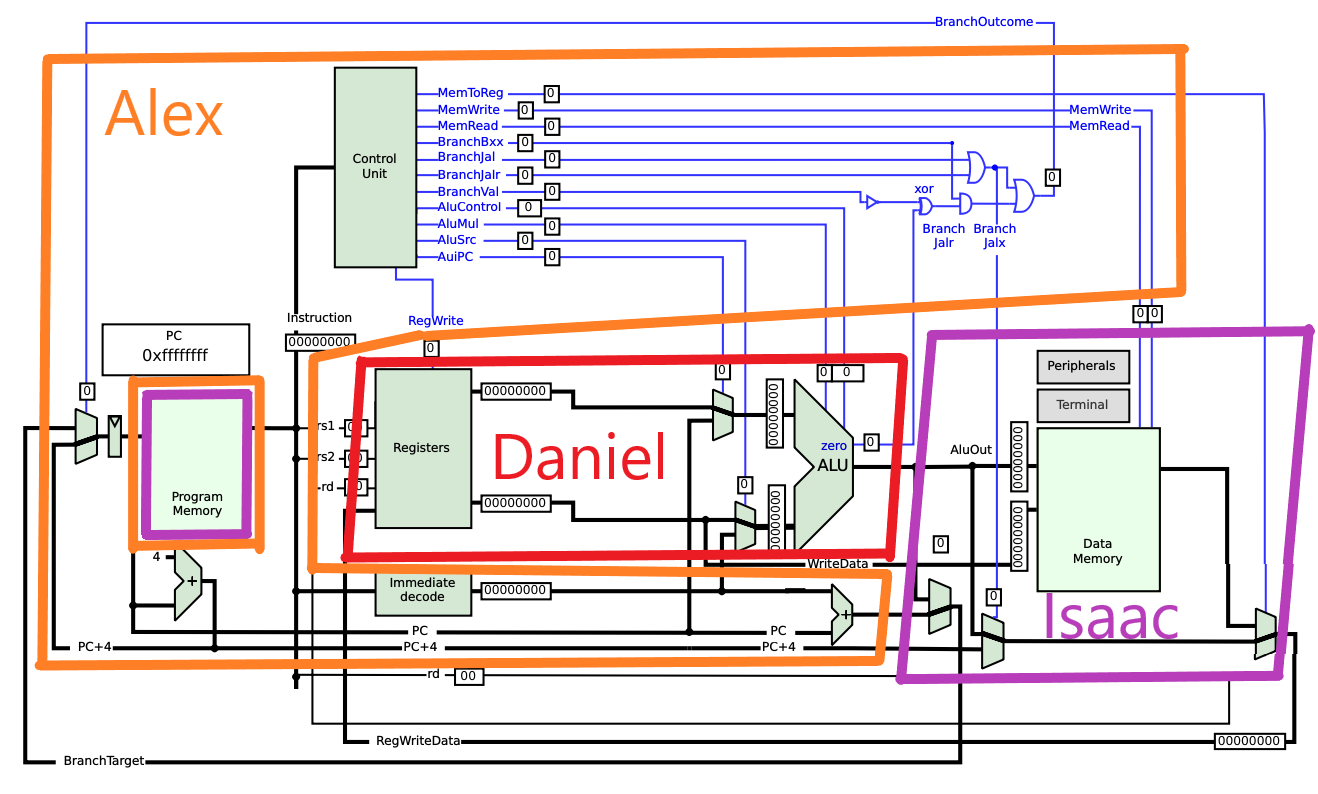 BranchOutcome
Alex
MemToReg 0
MemWrite 0 MemWrite
MemRead 0 MemRead
BranchBxx 0
BranchJal 0
BranchJalr 0
BranchVal 0
AluControl 0
AluMul 0
AluSrc 0
AuiPC 0
Control
Unit
0
xor
Branch
Jalr
Branch
Jalx
Instruction
00000000
RegWrite
0
0 0
PC
0xffffffff
0
0
0 0
Peripherals
Terminal
00000000
00000000
rs1
rs2
rd
Registers
Daniel
zero
ALU
0
AluOut
00000000
Program
Memory
00000000
0
00000000
00000000
0
Data
Memory
4
+
WriteData
Immediate
decode
00000000
+
0
Isaac
PC PC
PC+4 PC+4 PC+4
rd 00
RegWriteData 00000000
BranchTarget